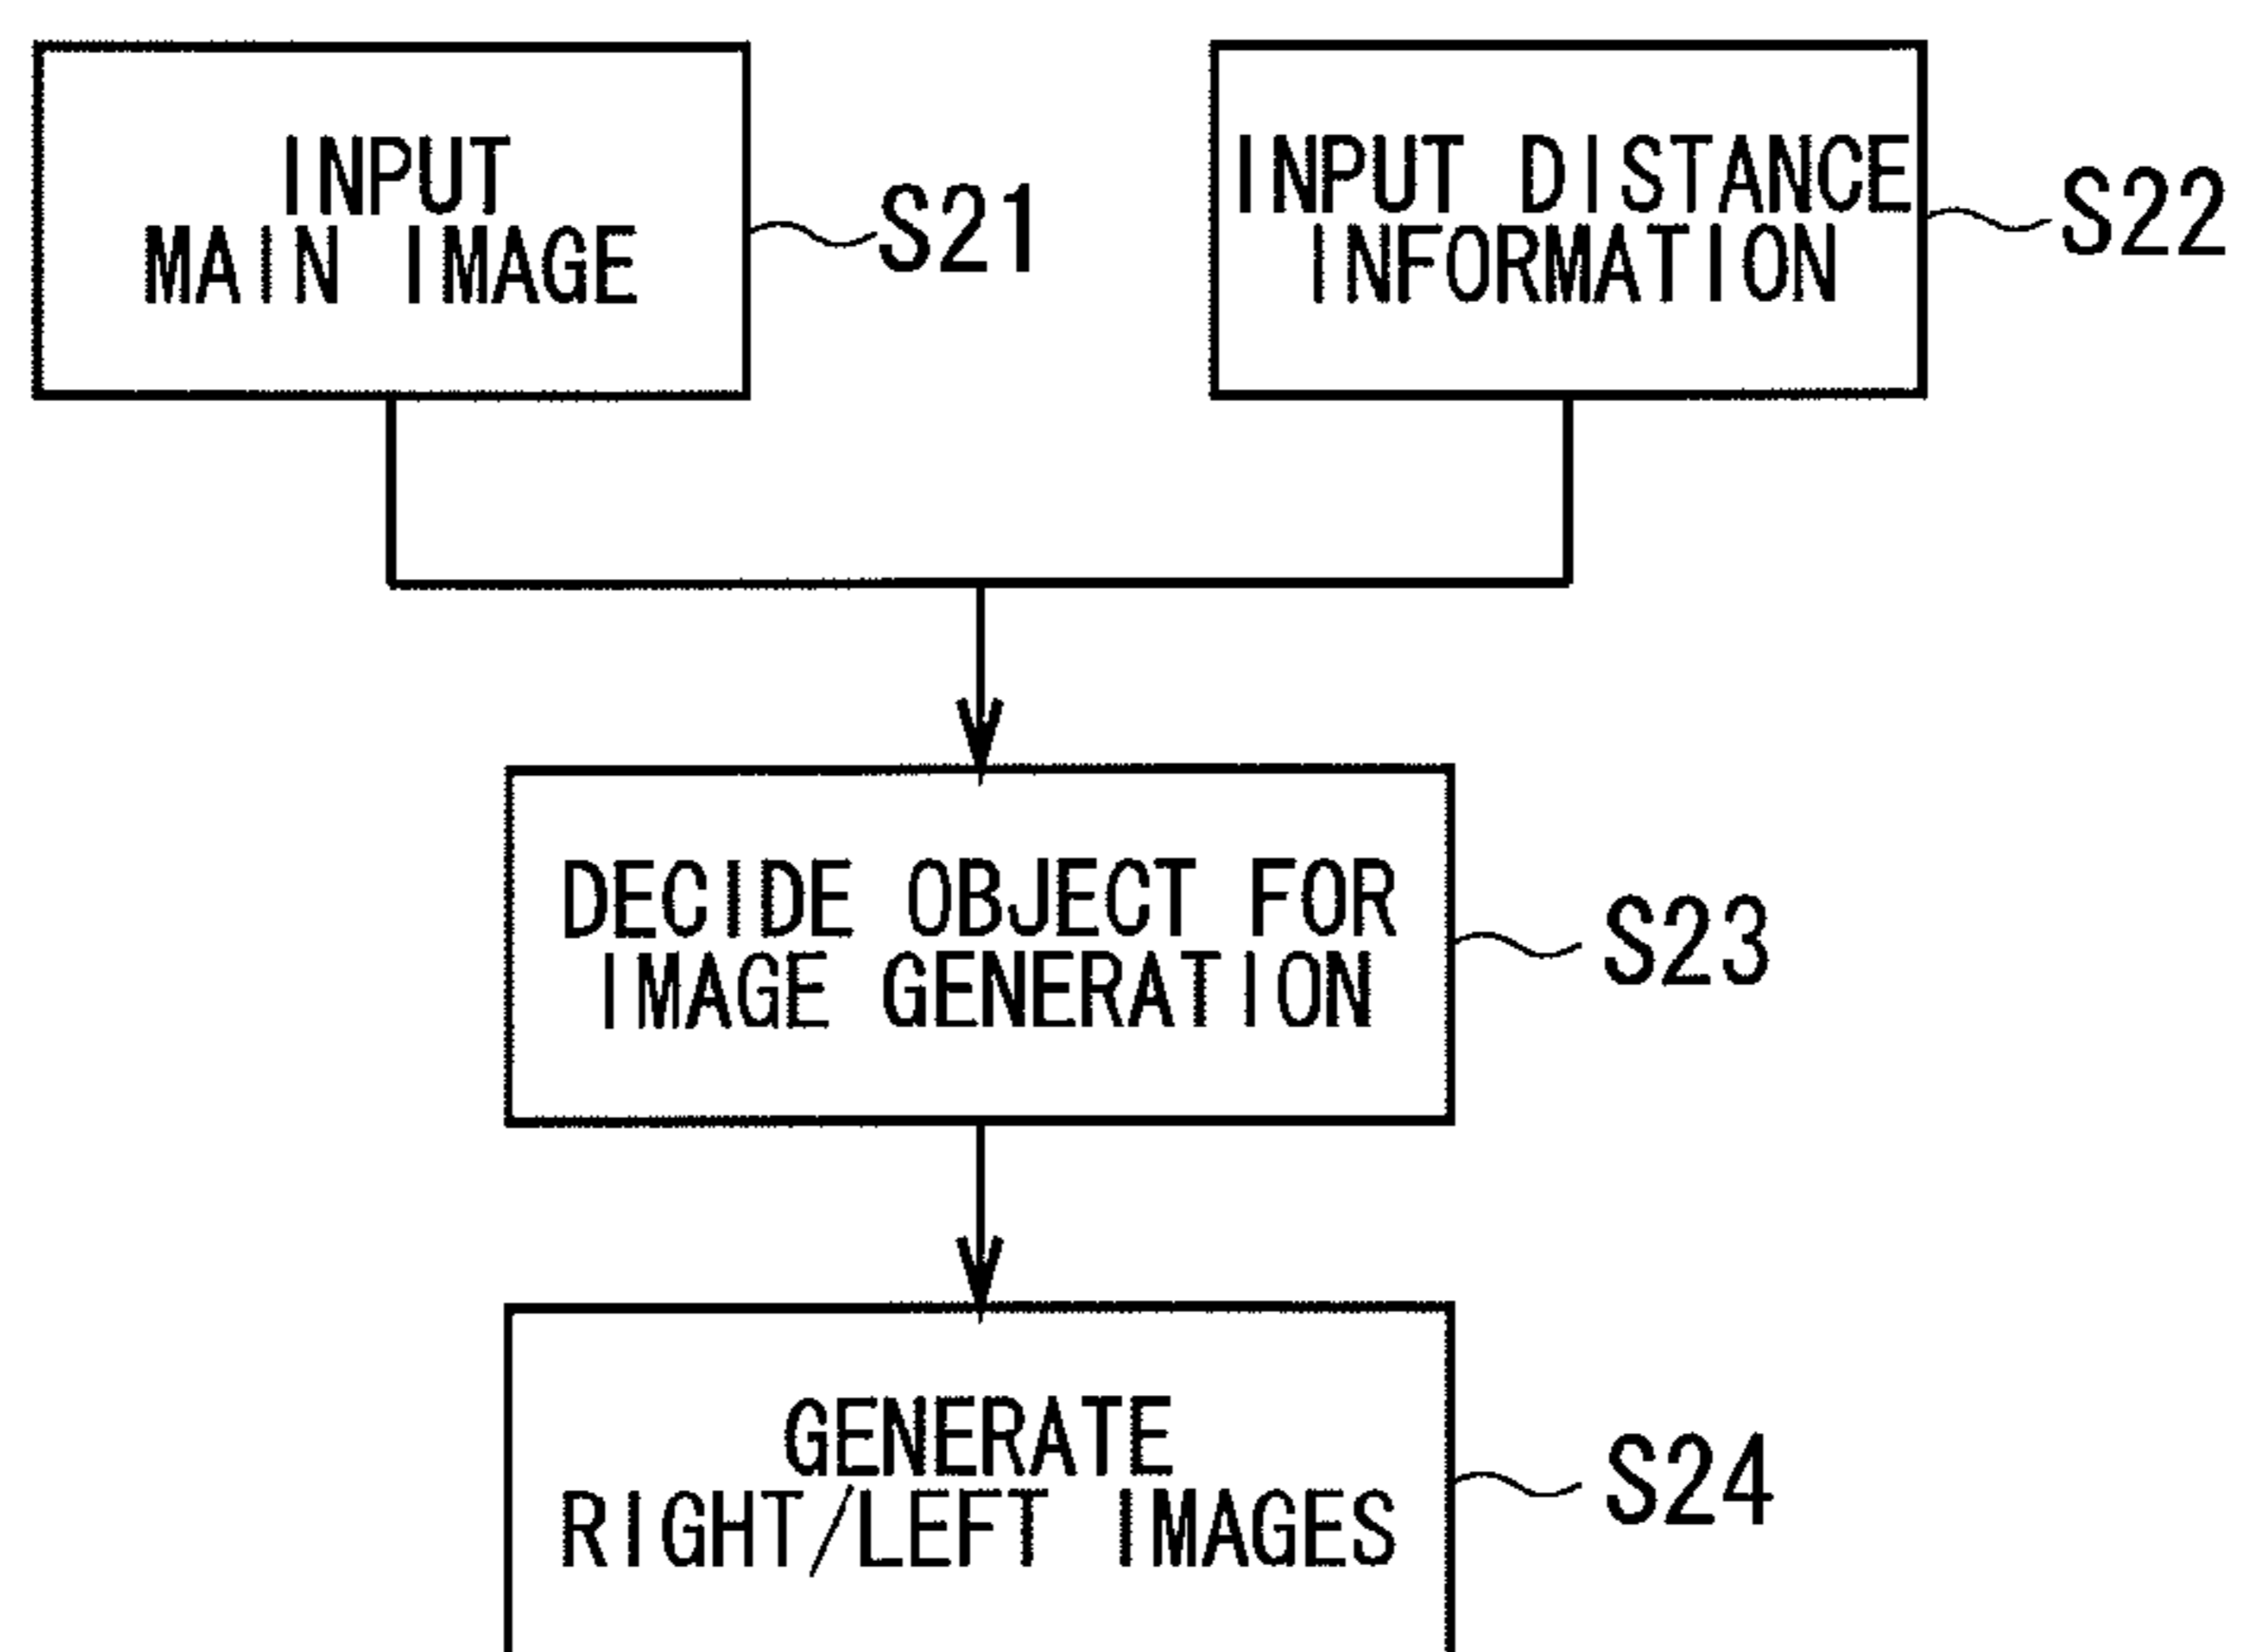 INPUT
MAIN IMAGE
S21
INPUT DISTANCE
INFORMATION
S22
DECIDE OBJECT FOR
IMAGE GENERATION
S23
GENERATE
RIGHT/LEFT IMAGES
S24